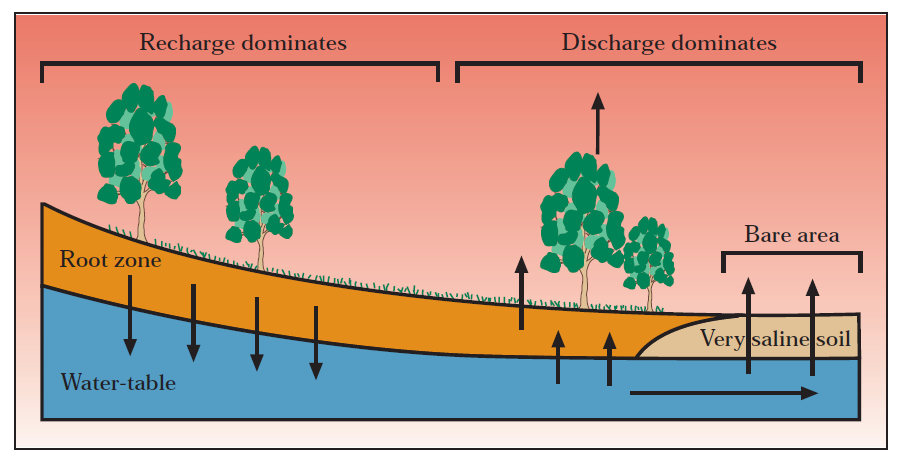 Recharge dominates
Discharge dominates
Bare area
Root zone
Very saline soil
Water-table